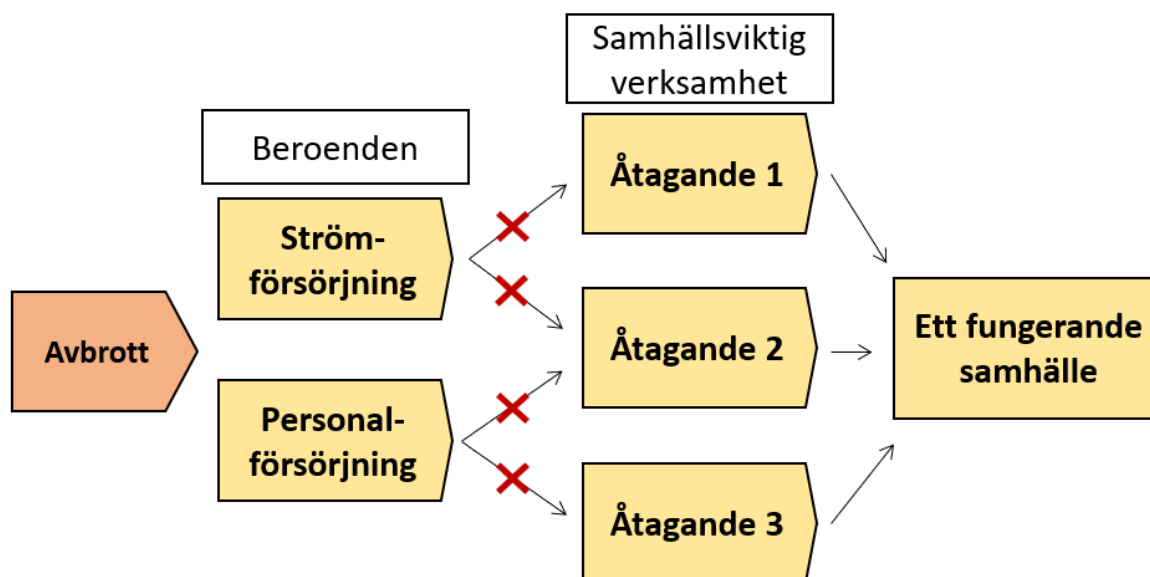 Samhällsviktig
verksamhet
Beroenden
Åtagande 1
Ström-
försörjning
Avbrott
Åtagande 2
Ett fungerande
samhälle
Personal-
försörjning
Åtagande 3